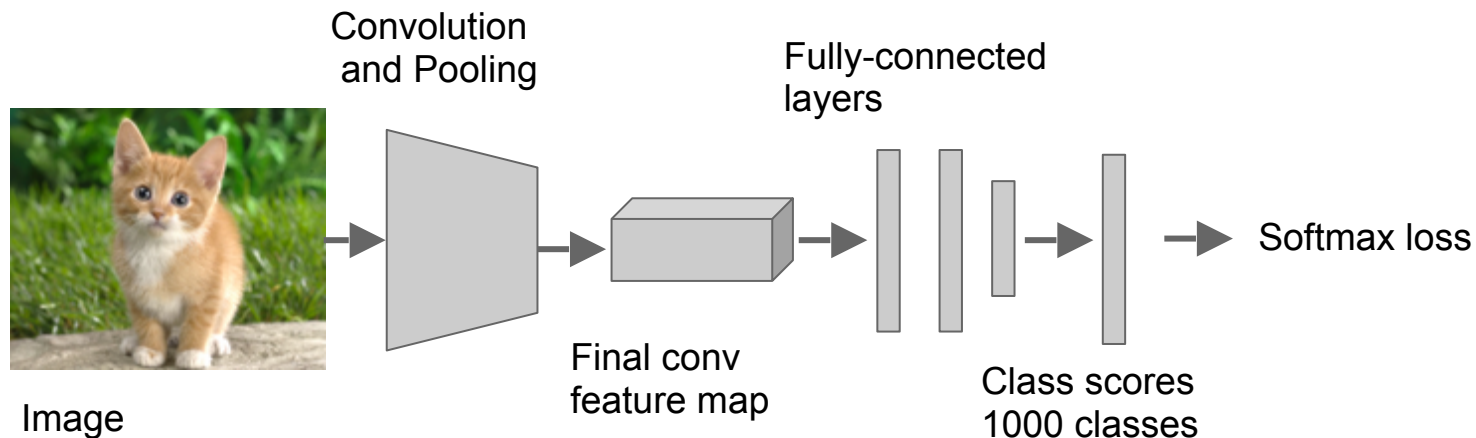 Convolution
and Pooling
Fully-connected
layers
Softmax loss
Final conv
feature map
Class scores
1000 classes
Image